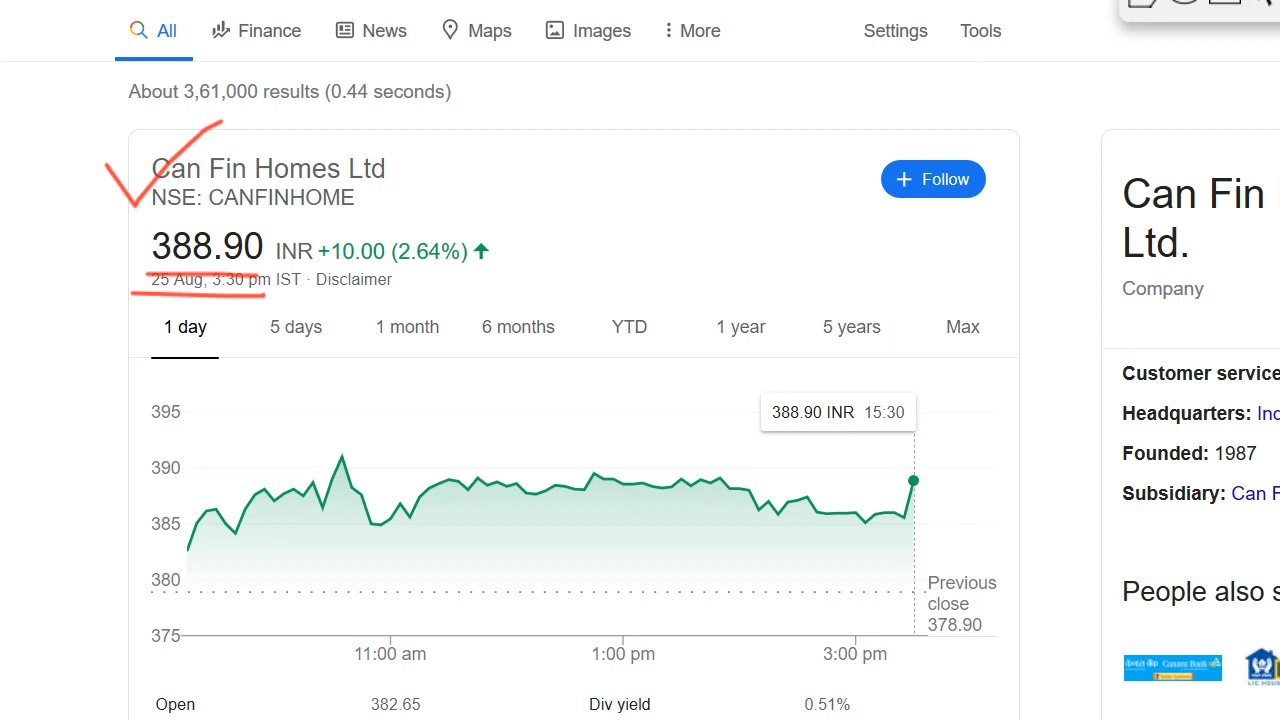 All
Finance
News
Maps
Images
More
Settings
Tools
About 3,61,000 results (0.44 seconds)
Can Fin Homes Ltd
NSE: CANFINHOME
Follow
388.90 INR +10.00 (2.64%)
25 Aug, 3:30 pm IST · Disclaimer
1 day
5 days
1 month
6 months
YTD
1 year
5 years
Max
388.90 INR 15:30
395
390
385
380
375
Previous
close
378.90
11:00 am
1:00 pm
3:00 pm
Open 382.65
Div yield 0.51%
Can Fin
Ltd.
Company
Customer service
Headquarters: Ind
Founded: 1987
Subsidiary: Can F
People also s
Canara Bank